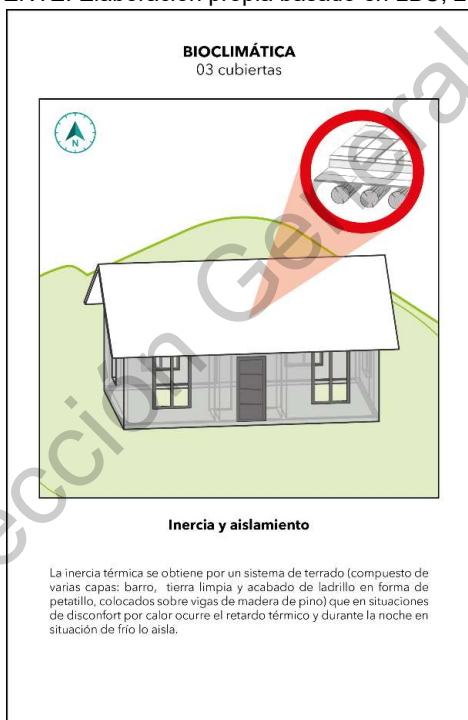 BIOCLIMÁTICA
03 cubiertas
N
Inercia y aislamiento
La inercia térmica se obtiene por un sistema de terrado (compuesto de
varias capas: barro, tierra limpia y acabado de ladrillo en forma de
petatillo, colocados sobre vigas de madera de pino) que en situaciones
de disconfort por calor ocurre el retardo térmico y durante la noche en
situación de frío lo aisla.
ección General